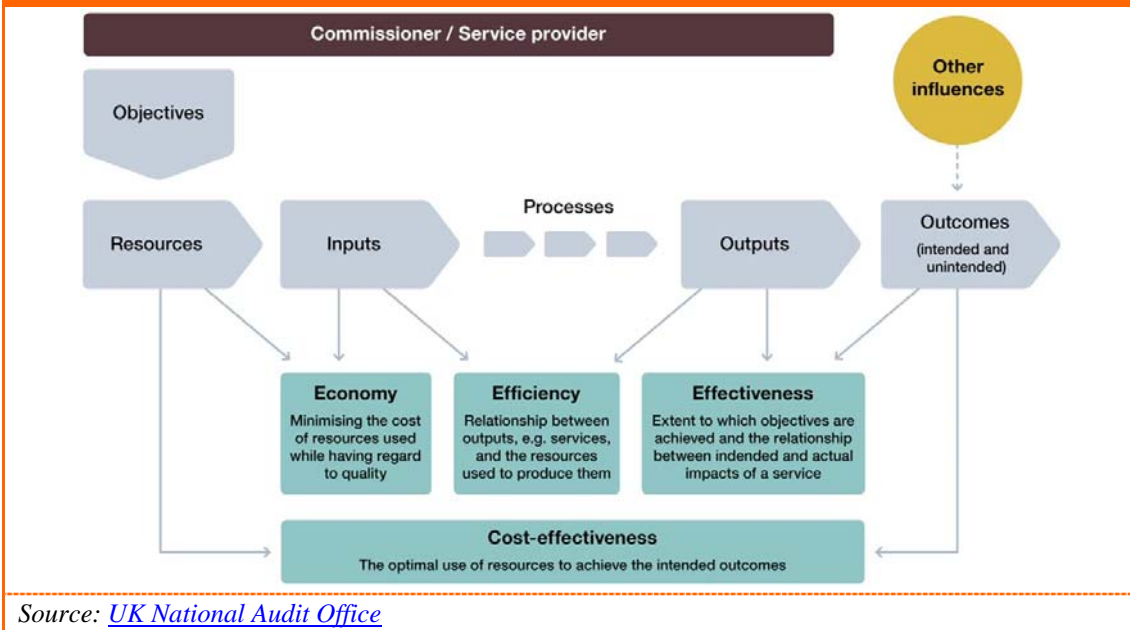 Commissioner / Service provider
Other
influences
Objectives
Resources
Inputs
Processes
Outputs
Outcomes
(intended and
unintended)
Economy
Minimising the cost
of resources used
while having regard
to quality
Efficiency
Relationship between
outputs, e.g. services,
and the resources
used to produce them
Effectiveness
Extent to which objectives are
achieved and the relationship
between indended and actual
impacts of a service
Cost-effectiveness
The optimal use of resources to achieve the intended outcomes
Source: UK National Audit Office